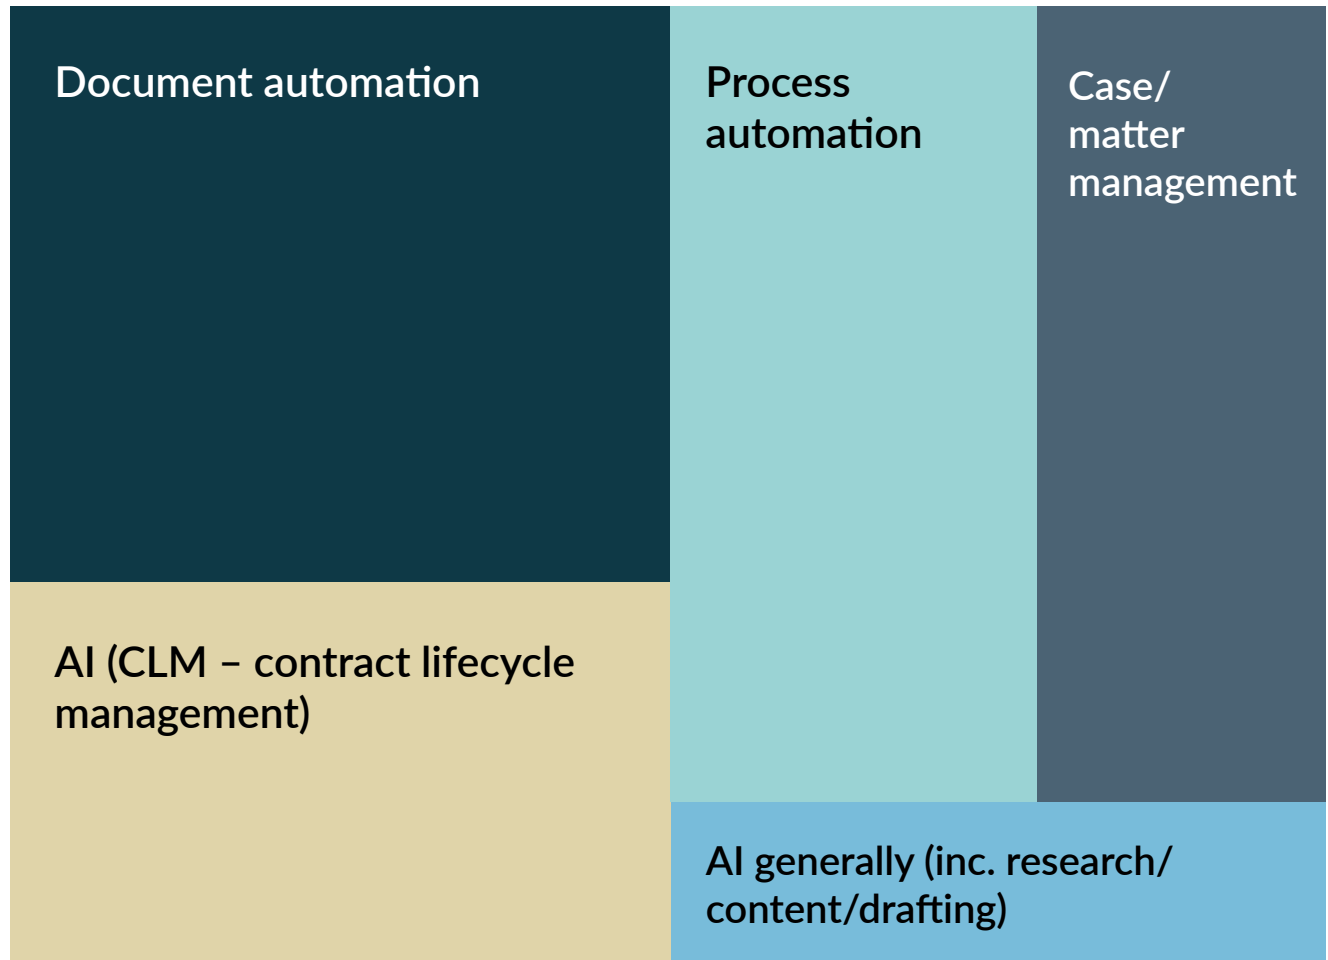 Document automation
Process
automation
Case/
matter
management
AI (CLM – contract lifecycle
management)
AI generally (inc. research/
content/drafting)